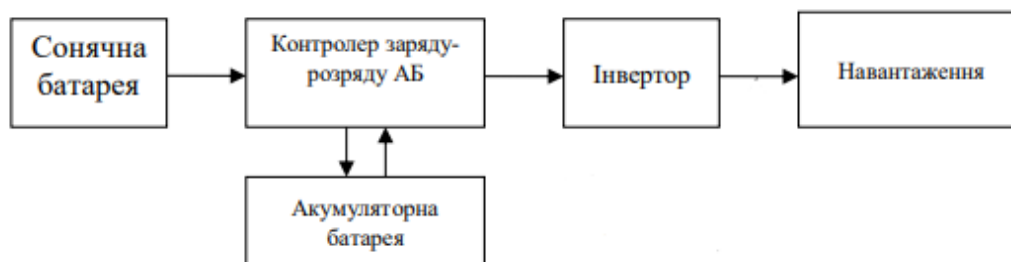 Сонячна
батарея
Контролер заряду-
розряду АБ
Інвертор
Навантаження
Акумуляторна
батарея